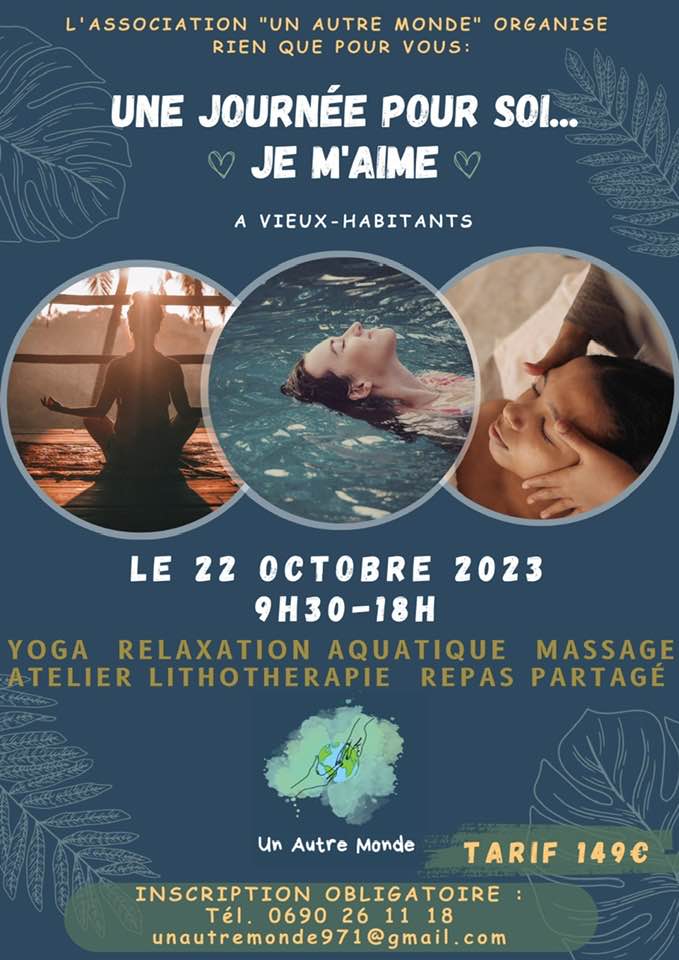 L'ASSOCIATION "UN AUTRE MONDE" ORGANISE
RIEN QUE POUR VOUS:
UNE JOURNÉE POUR SOI...
♡ JE M'AIME ♡
A VIEUX-HABITANTS
LE 22 OCTOBRE 2023
9H30-18H
YOGA RELAXATION AQUATIQUE MASSAGE
ATELIER LITHOTHERAPIE REPAS PARTAGÉ
Un Autre Monde
TARIF 149€
INSCRIPTION OBLIGATOIRE :
Tél. 0690 26 11 18
unautremonde971@gmail.com